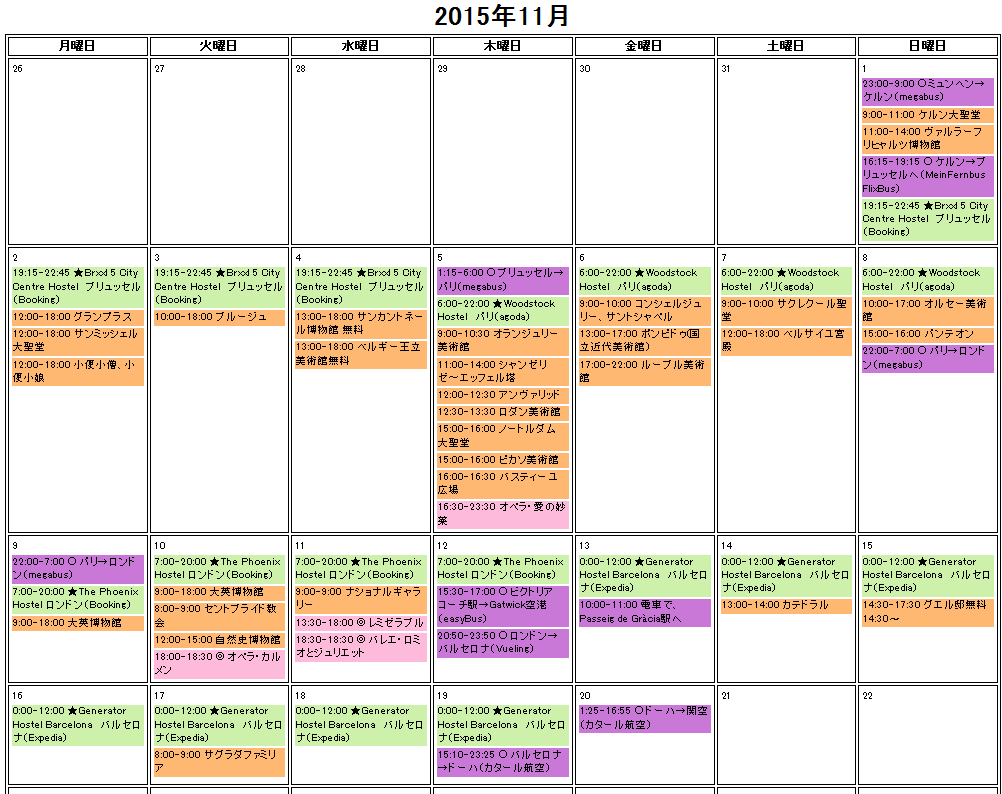 2015年11月
月曜日 火曜日 水曜日 木曜日 金曜日 土曜日 日曜日
26 27 28 29 30 31 1
23:00-9:00 〇ミュンヘン→
ケルン(megabus)
9:00-11:00 ケルン大聖堂
11:00-14:00 ヴァルラーフ
リヒャルツ博物館
16:15-19:15 〇ケルン→ブ
リュッセルへ(MeinFernbus
FlixBus)
19:15-22:45 ★Brxxl 5 City
Centre Hostel ブリュッセル
(Booking)
2
19:15-22:45 ★Brxxl 5 City
Centre Hostel ブリュッセル
(Booking)
12:00-18:00 グランプラス
12:00-18:00 サンミッシェル
大聖堂
12:00-18:00 小便小僧、小
便小娘
3
19:15-22:45 ★Brxxl 5 City
Centre Hostel ブリュッセル
(Booking)
10:00-18:00 ブルージュ
4
19:15-22:45 ★Brxxl 5 City
Centre Hostel ブリュッセル
(Booking)
13:00-18:00 サンカントネー
ル博物館 無料
13:00-18:00 ベルギー王立
美術館無料
5
1:15-6:00 〇ブリュッセル→
パリ(megabus)
6:00-22:00 ★Woodstock
Hostel パリ(agoda)
9:00-10:30 オランジュリー
美術館
11:00-14:00 シャンゼリ
ゼ～エッフェル塔
12:00-12:30 アンヴァリッド
12:30-13:30 ロダン美術館
15:00-16:00 ノートルダム
大聖堂
15:00-16:00 ピカソ美術館
16:00-16:30 バスティーユ
広場
16:30-23:30 オペラ・愛の妙
薬
6
6:00-22:00 ★Woodstock
Hostel パリ(agoda)
9:00-10:00 コンシェルジュ
リー、サントシャペル
13:00-17:00 ポンピドゥ(国
立近代美術館)
17:00-22:00 ルーブル美術
館
7
6:00-22:00 ★Woodstock
Hostel パリ(agoda)
9:00-10:00 サクレクール聖
堂
12:00-18:00 ベルサイユ宮
殿
8
6:00-22:00 ★Woodstock
Hostel パリ(agoda)
10:00-17:00 オルセー美術
館
15:00-16:00 パンテオン
22:00-7:00 〇パリ→ロンド
ン(megabus)
9
22:00-7:00 〇パリ→ロンド
ン(megabus)
7:00-20:00 ★The Phoenix
Hostel ロンドン(Booking)
9:00-18:00 大英博物館
10
7:00-20:00 ★The Phoenix
Hostel ロンドン(Booking)
9:00-18:00 大英博物館
8:00-9:00 セントブライド教
会
12:00-15:00 自然史博物館
18:00-18:30 @ オペラ・カル
メン
11
7:00-20:00 ★The Phoenix
Hostel ロンドン(Booking)
9:00-9:00 ナショナルギャラ
リー
13:30-18:00 @ レミゼラブル
18:30-18:30 @ バレエ・ロミ
オとジュリエット
12
7:00-20:00 ★The Phoenix
Hostel ロンドン(Booking)
15:30-17:00 〇ビクトリア
コーチ駅→Gatwick空港
(easyBus)
20:50-23:50 〇ロンドン→
バルセロナ(Vueling)
13
0:00-12:00 ★Generator
Hostel Barcelona バルセロ
ナ(Expedia)
10:00-11:00 電車で、
Passeig de Gràcia駅へ
14
0:00-12:00 ★Generator
Hostel Barcelona バルセロ
ナ(Expedia)
13:00-14:00 カテドラル
15
0:00-12:00 ★Generator
Hostel Barcelona バルセロ
ナ(Expedia)
14:30-17:30 グエル邸無料
14:30～
16
0:00-12:00 ★Generator
Hostel Barcelona バルセロ
ナ(Expedia)
17
0:00-12:00 ★Generator
Hostel Barcelona バルセロ
ナ(Expedia)
8:00-9:00 サグラダファミリ
ア
18
0:00-12:00 ★Generator
Hostel Barcelona バルセロ
ナ(Expedia)
19
0:00-12:00 ★Generator
Hostel Barcelona バルセロ
ナ(Expedia)
15:10-23:25 〇バルセロナ
→ドーハ(カタール航空)
20
1:25-16:55 〇ドーハ→関空
(カタール航空)
21
22